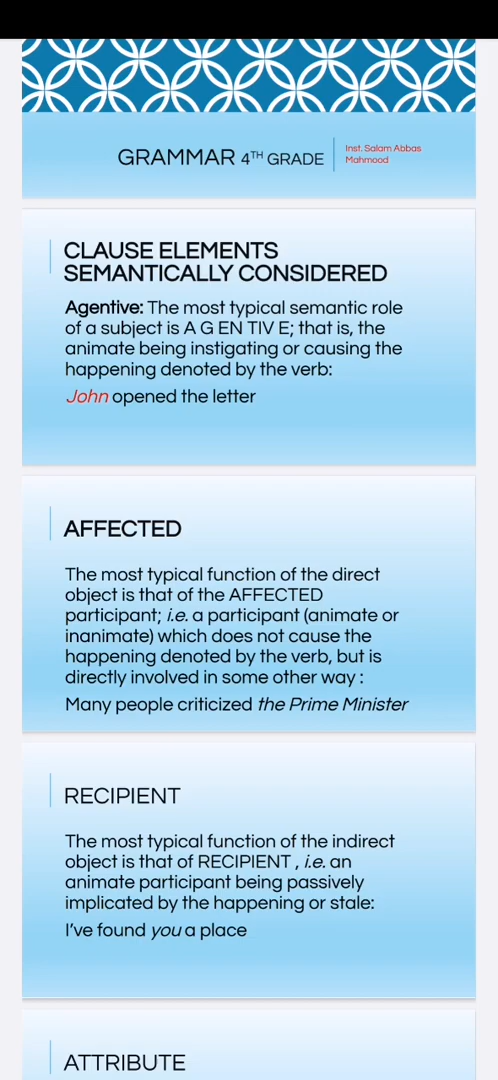 GRAMMAR 4TH GRADE
Inst. Salam Abbas
Mahmood
CLAUSE ELEMENTS
SEMANTICALLY CONSIDERED
Agentive: The most typical semantic role
of a subject is A G EN TIV E; that is, the
animate being instigating or causing the
happening denoted by the verb:
John opened the letter
AFFECTED
The most typical function of the direct
object is that of the AFFECTED
participant; i.e. a participant (animate or
inanimate) which does not cause the
happening denoted by the verb, but is
directly involved in some other way :
Many people criticized the Prime Minister
RECIPIENT
The most typical function of the indirect
object is that of RECIPIENT , i.e. an
animate participant being passively
implicated by the happening or stale:
I've found you a place
ATTRIBUTE